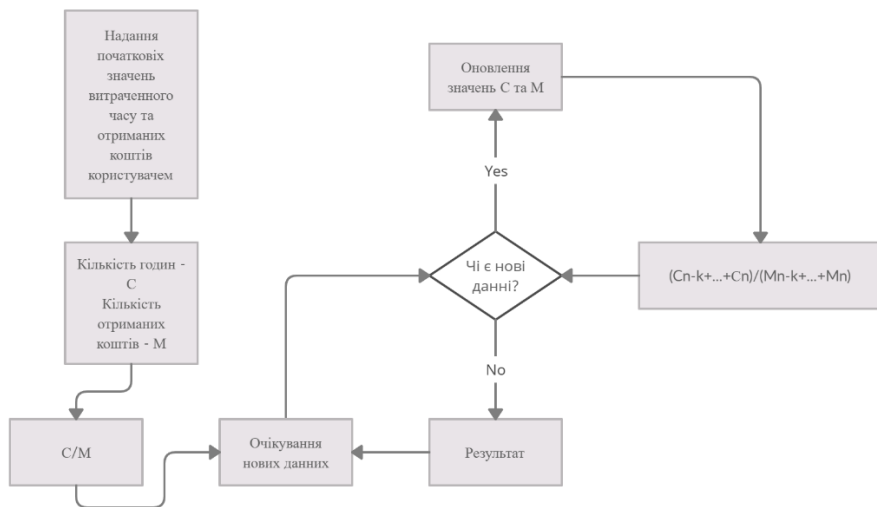 Надання
початковіх
значень
витраченного
часу та
отриманих
коштів
користувачем
Кількість годин -
С
Кількість
отриманих
коштів - М
С/М
Очікування
нових данних
Результат
No
Чі є нові
данні?
Yes
Оновлення
значень С та М
(Cn-k+...+Cn)/(Mn-k+...+Mn)